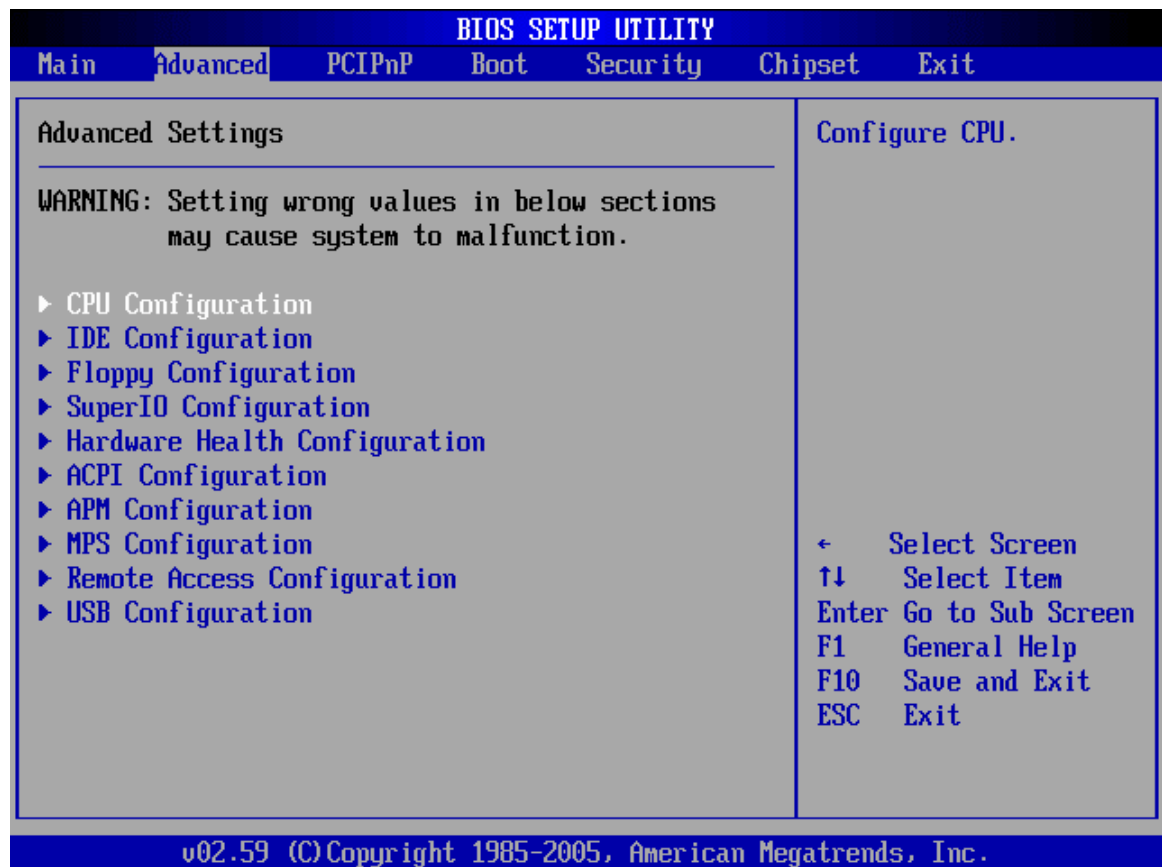 BIOS SETUP UTILITY
Main Advanced PCIPnP Boot Security Chipset Exit
Advanced Settings
WARNING: Setting wrong values in below sections
may cause system to malfunction.
▶ CPU Configuration
▶ IDE Configuration
▶ Floppy Configuration
▶ SuperIO Configuration
▶ Hardware Health Configuration
▶ ACPI Configuration
▶ APM Configuration
▶ MPS Configuration
▶ Remote Access Configuration
▶ USB Configuration
Configure CPU.
← Select Screen
↑↓ Select Item
Enter Go to Sub Screen
F1 General Help
F10 Save and Exit
ESC Exit
v02.59 (C)Copyright 1985-2005, American Megatrends, Inc.